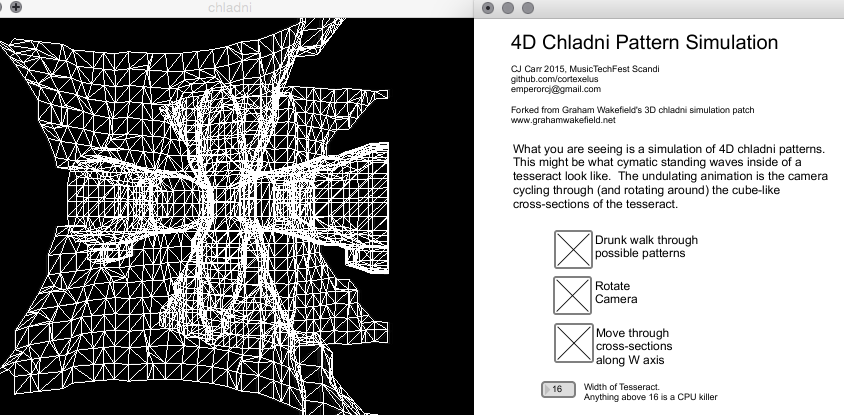 chladni
4D Chladni Pattern Simulation
CJ Carr 2015, MusicTechFest Scandi
github.com/cortexelus
emperorcj@gmail.com
Forked from Graham Wakefield's 3D chladni simulation patch
www.grahamwakefield.net
What you are seeing is a simulation of 4D chladni patterns.
This might be what cymatic standing waves inside of a
tesseract look like.  The undulating animation is the camera
cycling through (and rotating around) the cube-like
cross-sections of the tesseract.
Drunk walk through
possible patterns
Rotate
Camera
Move through
cross-sections
along W axis
16
Width of Tesseract.
Anything above 16 is a CPU killer